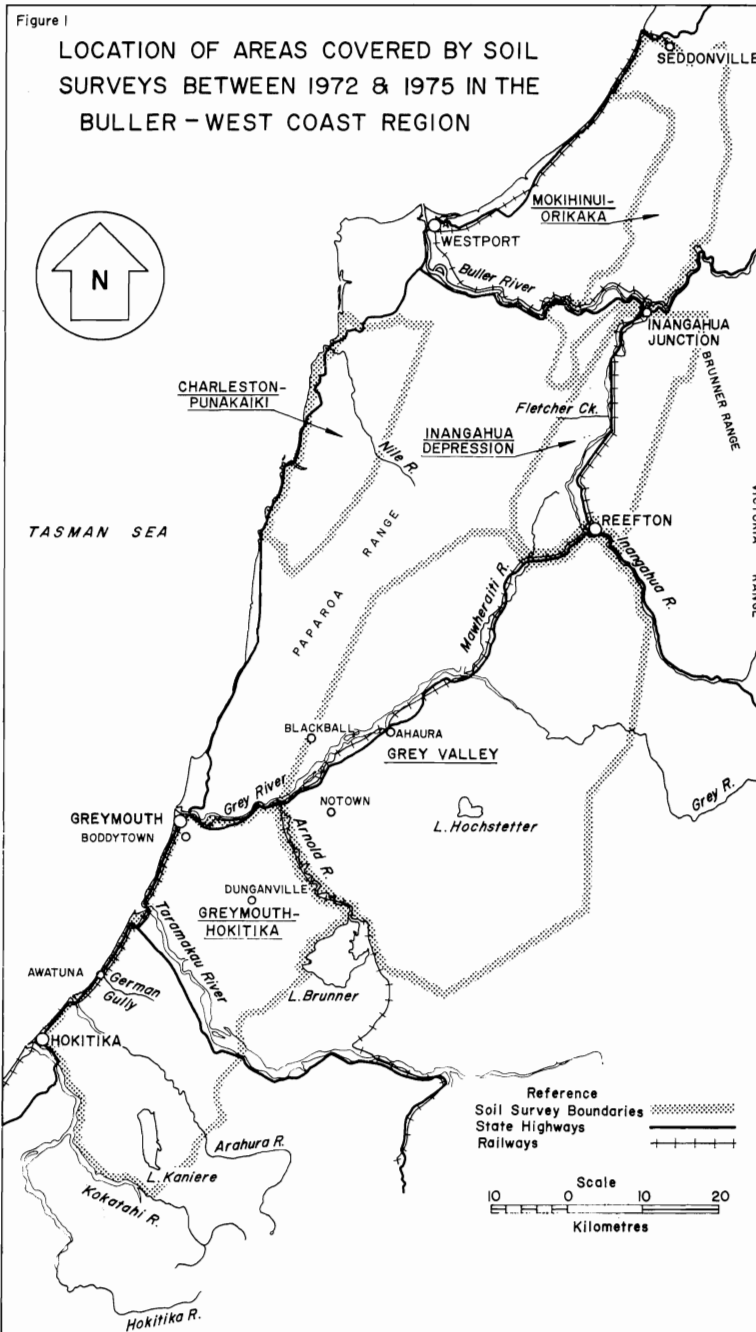 Figure 1
LOCATION OF AREAS COVERED BY SOIL
SURVEYS BETWEEN 1972 & 1975 IN THE
BULLER - WEST COAST REGION
SEDDONVILLE
MOKIHINUI-
ORIKAKA
WESTPORT
N
Buller River
INANGAHUA
JUNCTION
BRUNNER RANGE
CHARLESTON-
PUNAKAIKI
Fletcher Ck.
INANGAHUA
DEPRESSION
Nile R.
TASMAN SEA
REEFTON
RANGE
PAPAROA RANGE
Inangahua R.
Mawheraiti R.
BLACKBALL
AHAURA
GREY VALLEY
Grey R.
Grey River
NOTOWN
GREYMOUTH
BODDYTOWN
L. Hochstetter
Arnold R.
DUNGANVILLE
GREYMOUTH-
HOKITIKA
Taramakau River
AWATUNA
German
Gully
L. Brunner
HOKITIKA
Reference
Soil Survey Boundaries
State Highways
Railways
Arahura R.
L. Kaniere
Kokatahi R.
Scale
10 0 10 20
Kilometres
Hokitika R.